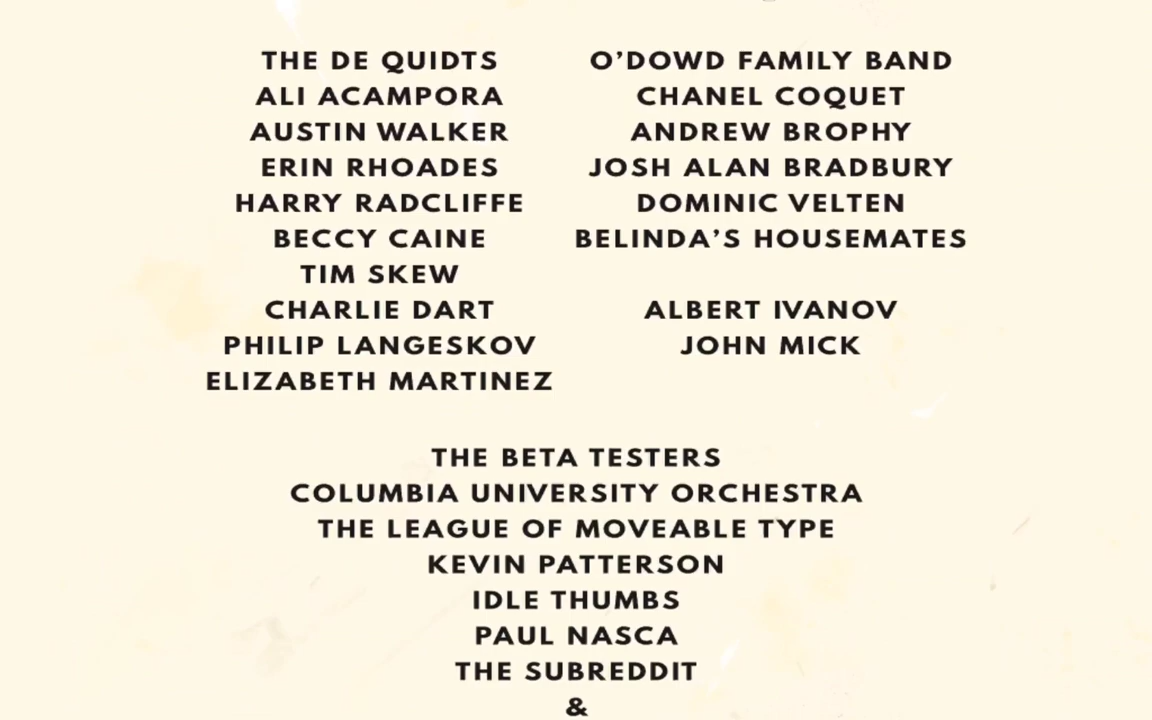 THE DE QUIDTS
ALI ACAMPORA
AUSTIN WALKER
ERIN RHOADES
HARRY RADCLIFFE
BECCY CAINE
TIM SKEW
CHARLIE DART
PHILIP LANGESKOV
ELIZABETH MARTINEZ
O’DOWD FAMILY BAND
CHANEL COQUET
ANDREW BROPHY
JOSH ALAN BRADBURY
DOMINIC VELTEN
BELINDA’S HOUSEMATES
ALBERT IVANOV
JOHN MICK
THE BETA TESTERS
COLUMBIA UNIVERSITY ORCHESTRA
THE LEAGUE OF MOVEABLE TYPE
KEVIN PATTERSON
IDLE THUMBS
PAUL NASCA
THE SUBREDDIT
&